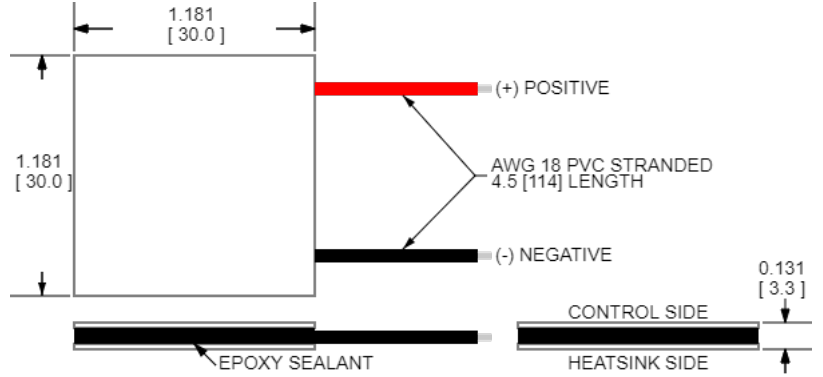 1.181
[ 30.0 ]
(+) POSITIVE
1.181
[ 30.0 ]
AWG 18 PVC STRANDED
4.5 [114] LENGTH
(-) NEGATIVE
0.131
[ 3.3 ]
CONTROL SIDE
EPOXY SEALANT
HEATSINK SIDE